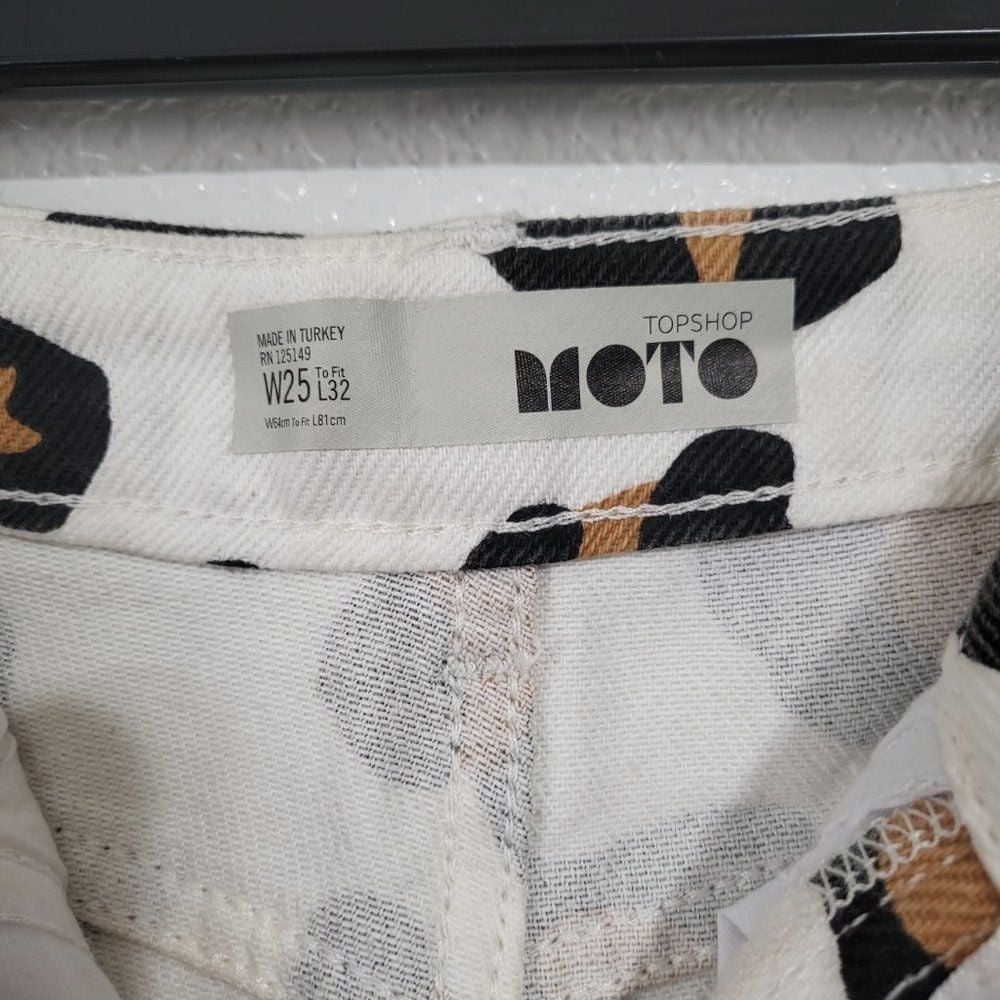 MADE IN TURKEY
RN 125149
W25 To Fit L32
W64cm To Fit L81cm
TOPSHOP
MOTO